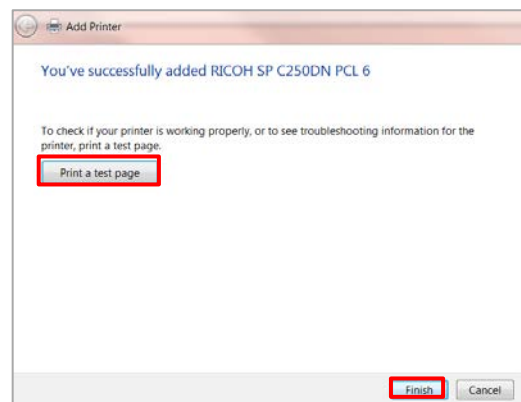 Add Printer
You've successfully added RICOH SP C250DN PCL 6
To check if your printer is working properly, or to see troubleshooting information for the
printer, print a test page.
Print a test page
Finish Cancel